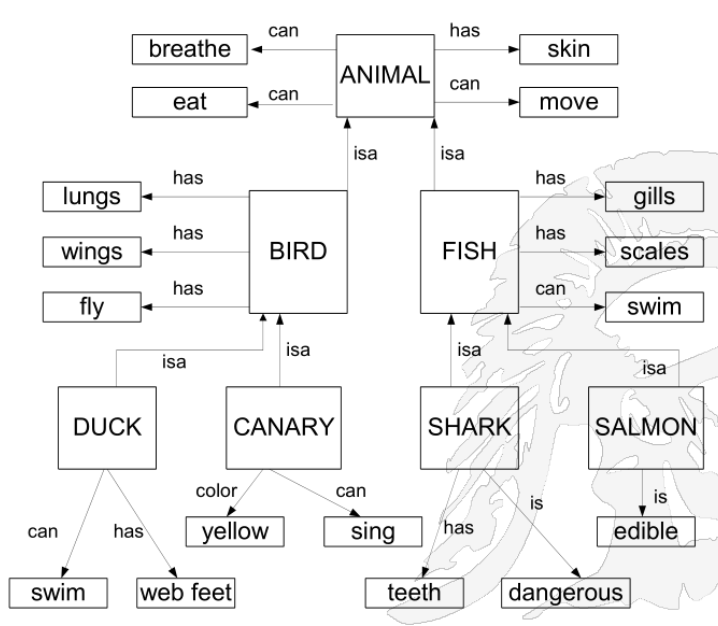 can
has
breathe
skin
ANIMAL
can
can
eat
move
isa
isa
has
has
lungs
gills
has
has
wings
BIRD
FISH
scales
has
can
fly
swim
isa
isa
isa
isa
DUCK
CANARY
SHARK
SALMON
color
can
is
is
yellow
sing
edible
can
has
has
swim
web feet
teeth
dangerous